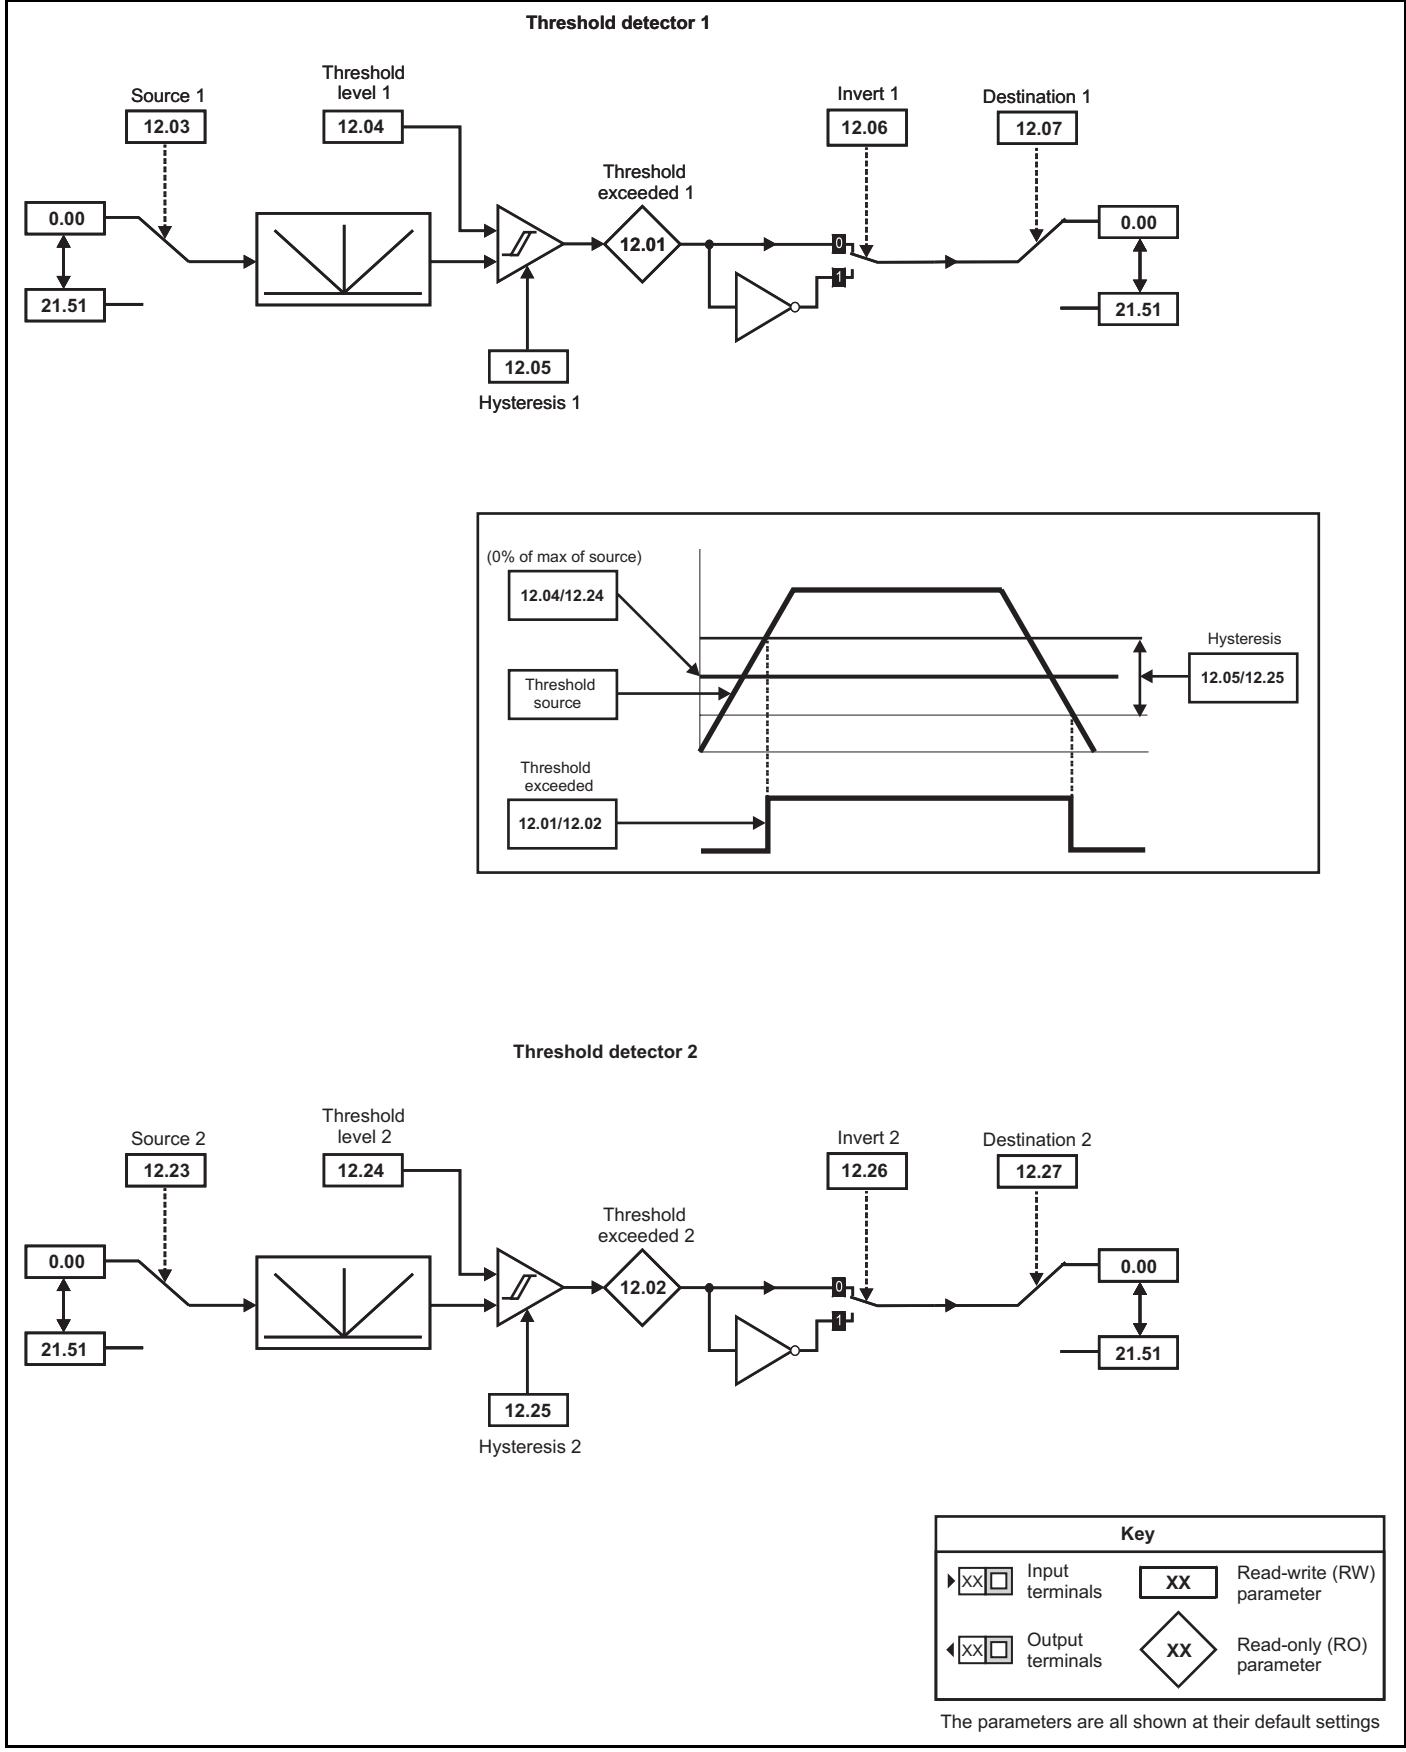 Threshold detector 1
Source 1
12.03
Threshold
level 1
12.04
Invert 1
12.06
Destination 1
12.07
0.00
21.51
Threshold
exceeded 1
12.01
0
1
0.00
21.51
12.05
Hysteresis 1
(0% of max of source)
12.04/12.24
Threshold
source
Threshold
exceeded
12.01/12.02
Hysteresis
12.05/12.25
Threshold detector 2
Source 2
12.23
Threshold
level 2
12.24
Invert 2
12.26
Destination 2
12.27
0.00
21.51
Threshold
exceeded 2
12.02
0
1
0.00
21.51
12.25
Hysteresis 2
Key
XX
Input
terminals
XX
Read-write (RW)
parameter
XX
Output
terminals
XX
Read-only (RO)
parameter
The parameters are all shown at their default settings